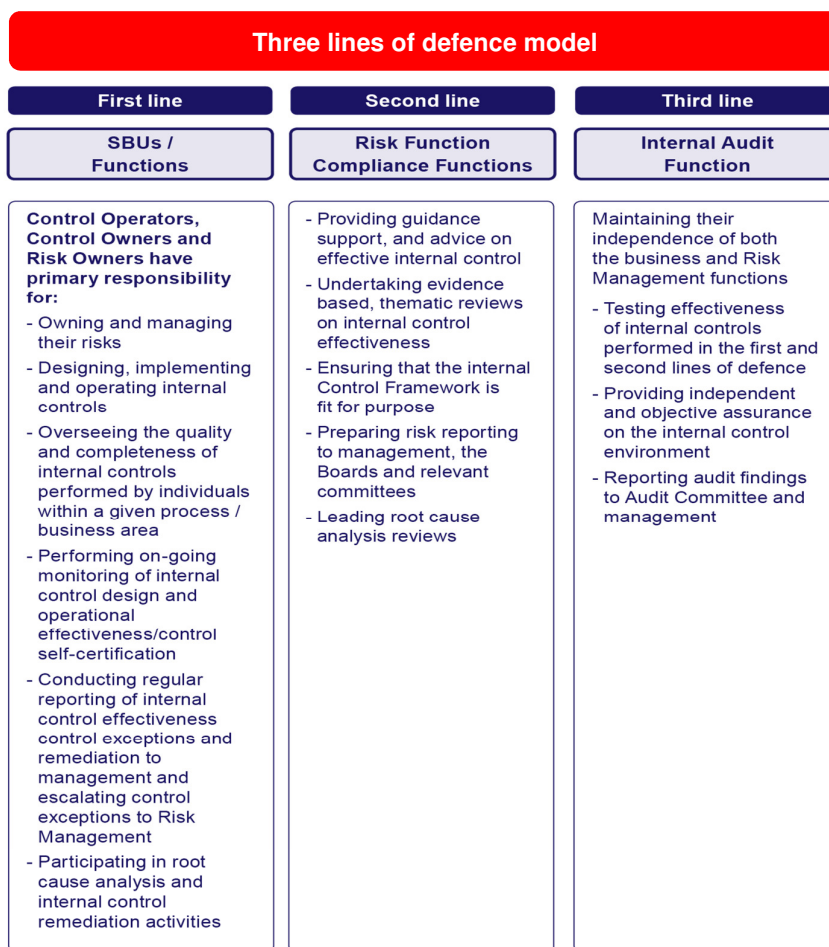 Three lines of defence model
First line
SBUs /
Functions
Control Operators,
Control Owners and
Risk Owners have
primary responsibility
for:
- Owning and managing
their risks
- Designing, implementing
and operating internal
controls
- Overseeing the quality
and completeness of
internal controls
performed by individuals
within a given process /
business area
- Performing on-going
monitoring of internal
control design and
operational
effectiveness/control
self-certification
- Conducting regular
reporting of internal
control effectiveness
control exceptions and
remediation to
management and
escalating control
exceptions to Risk
Management
- Participating in root
cause analysis and
internal control
remediation activities
Second line
Risk Function
Compliance Functions
- Providing guidance
support, and advice on
effective internal control
- Undertaking evidence
based, thematic reviews
on internal control
effectiveness
- Ensuring that the internal
Control Framework is
fit for purpose
- Preparing risk reporting
to management, the
Boards and relevant
committees
- Leading root cause
analysis reviews
Third line
Internal Audit
Function
Maintaining their
independence of both
the business and Risk
Management functions
- Testing effectiveness
of internal controls
performed in the first and
second lines of defence
- Providing independent
and objective assurance
on the internal control
environment
- Reporting audit findings
to Audit Committee and
management